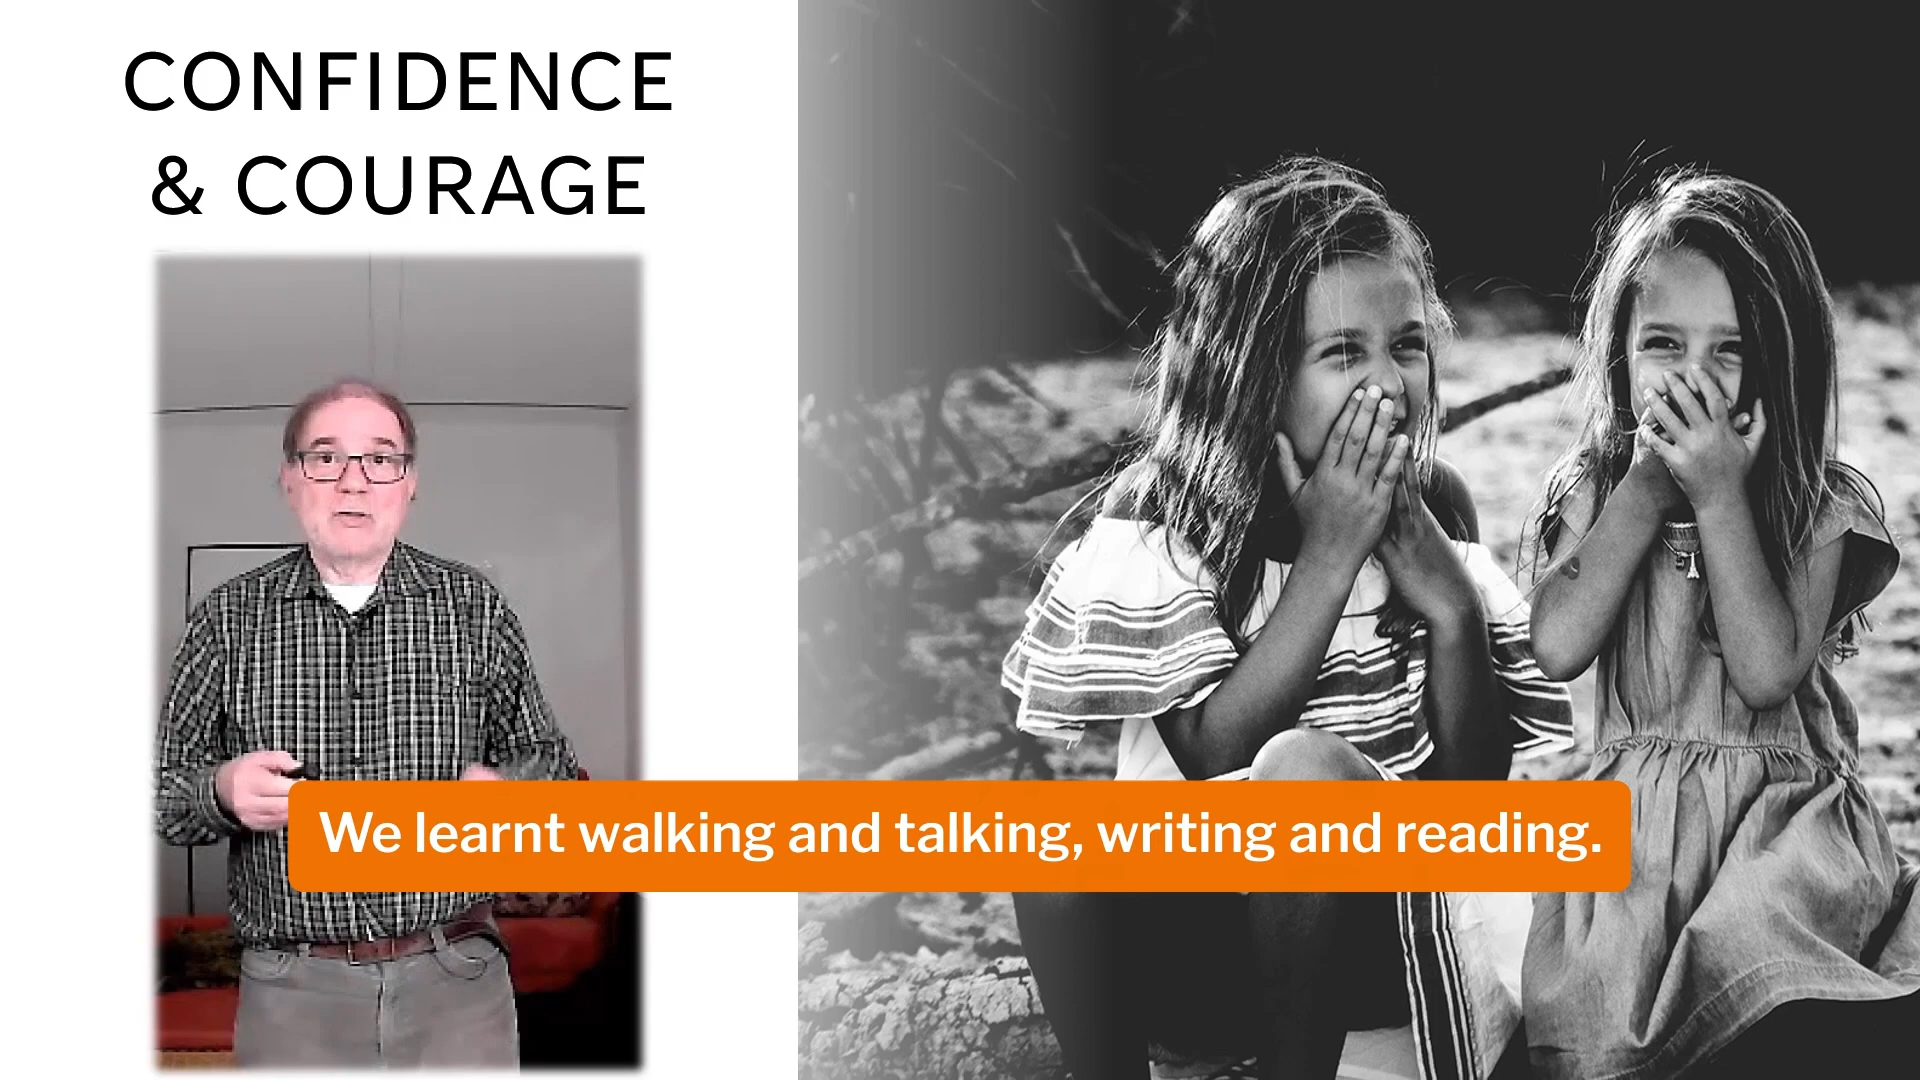 CONFIDENCE
& COURAGE
We learnt walking and talking, writing and reading.